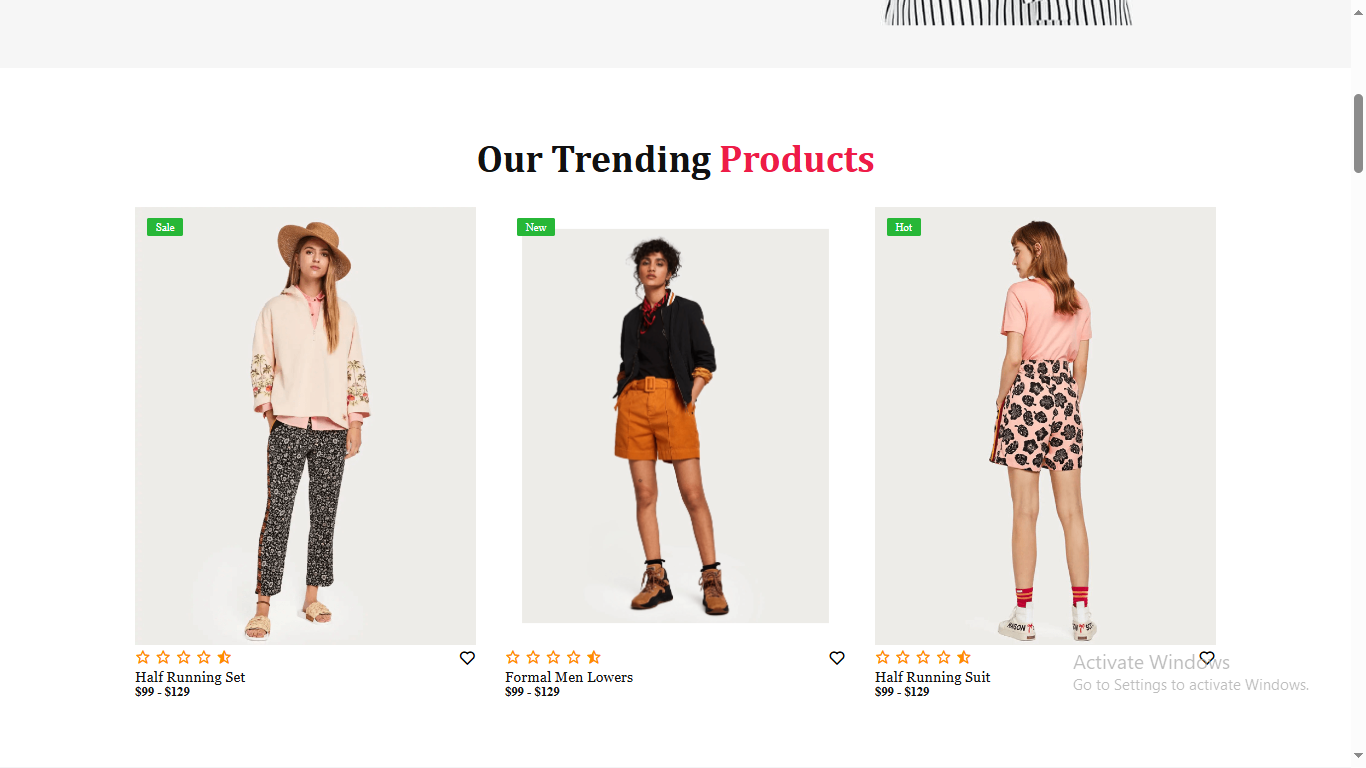 Our Trending Products
Sale
New
Hot
Half Running Set
$99 - $129
Formal Men Lowers
$99 - $129
Half Running Suit
$99 - $129
Activate Windows
Go to Settings to activate Windows.